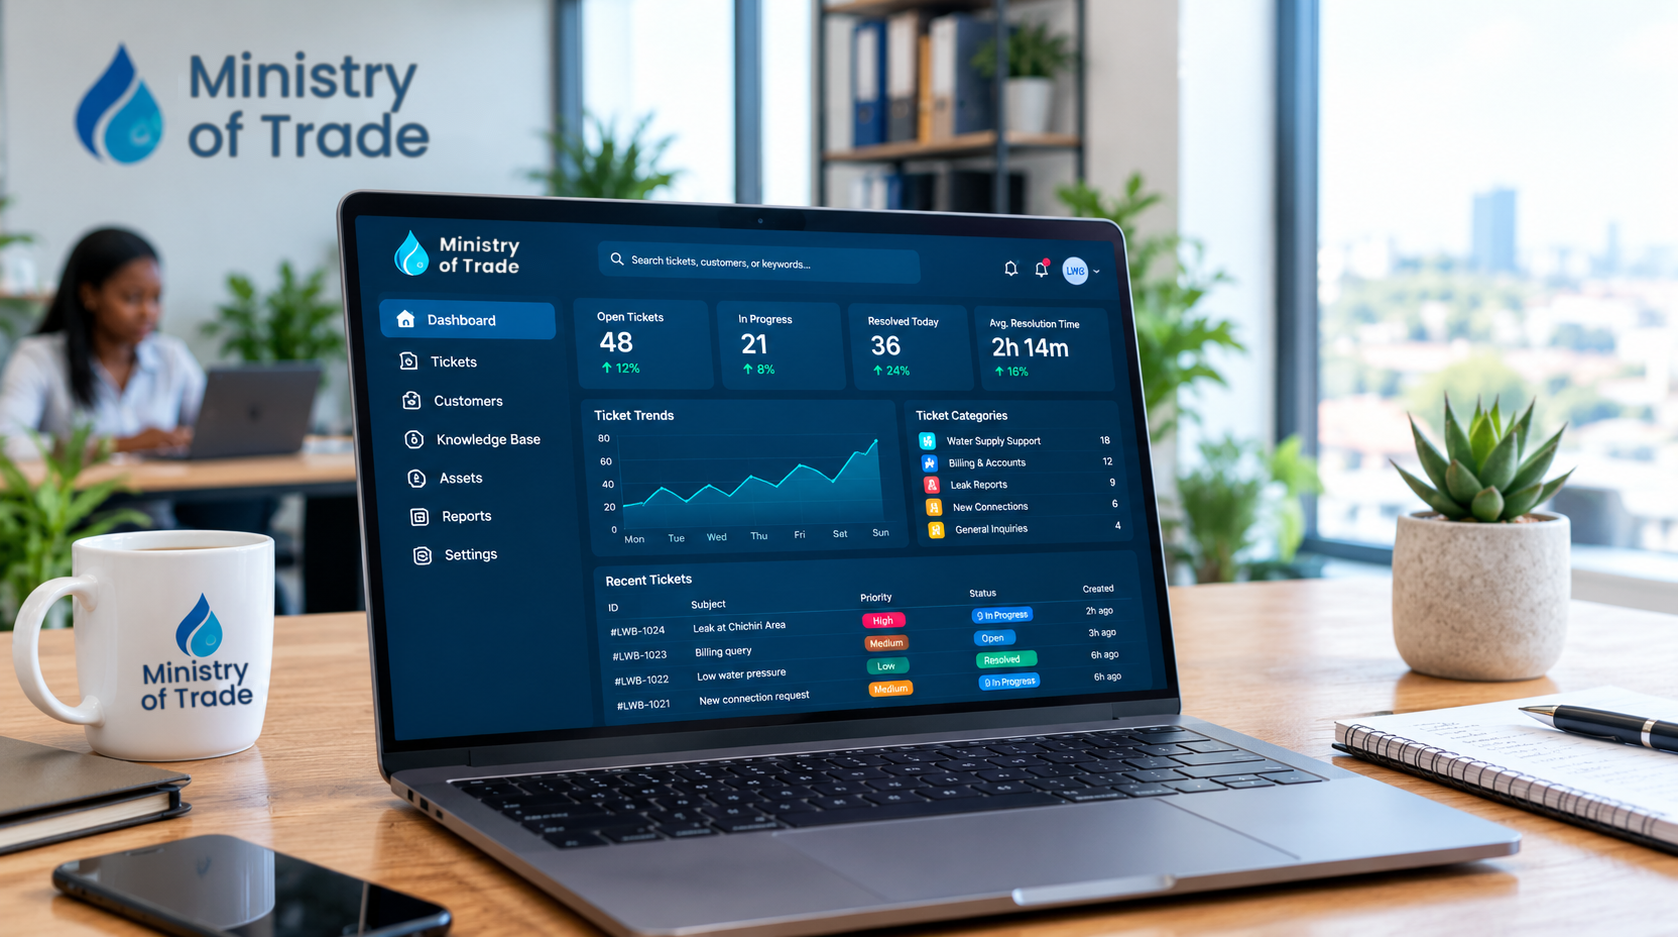 Ministry
of Trade
Ministry
of Trade
Search tickets, customers, or keywords...
LWB
Dashboard
Tickets
Customers
Knowledge Base
Assets
Reports
Settings
Open Tickets
48
↑ 12%
In Progress
21
↑ 8%
Resolved Today
36
↑ 24%
Avg. Resolution Time
2h 14m
↑ 16%
Ticket Trends
80
60
40
20
0
Mon Tue Wed Thu Fri Sat Sun
Ticket Categories
Water Supply Support 18
Billing & Accounts 12
Leak Reports 9
New Connections 6
General Inquiries 4
Recent Tickets
ID Subject Priority Status Created
#LWB-1024 Leak at Chichiri Area High In Progress 2h ago
#LWB-1023 Billing query Medium Open 3h ago
#LWB-1022 Low water pressure Low Resolved 6h ago
#LWB-1021 New connection request Medium In Progress 6h ago
Ministry
of Trade